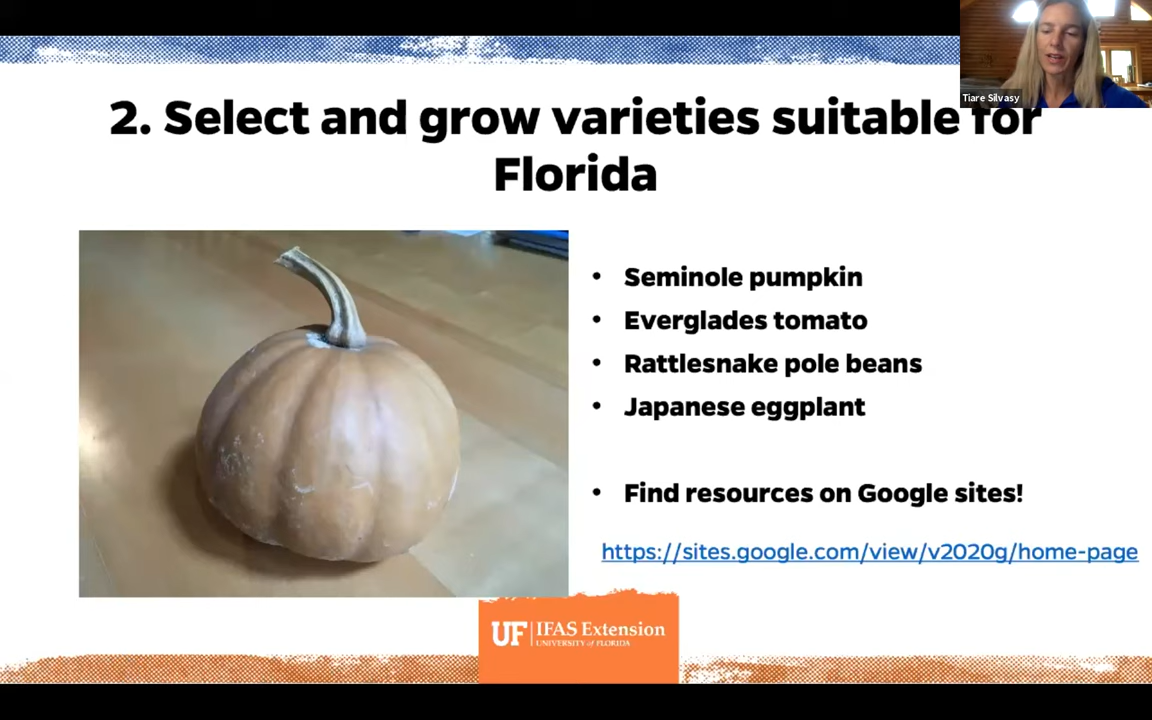 Tiare Silvasy
2. Select and grow varieties suitable for
Florida
• Seminole pumpkin
• Everglades tomato
• Rattlesnake pole beans
• Japanese eggplant
• Find resources on Google sites!
https://sites.google.com/view/v2020g/home-page
UF IFAS Extension
UNIVERSITY of FLORIDA